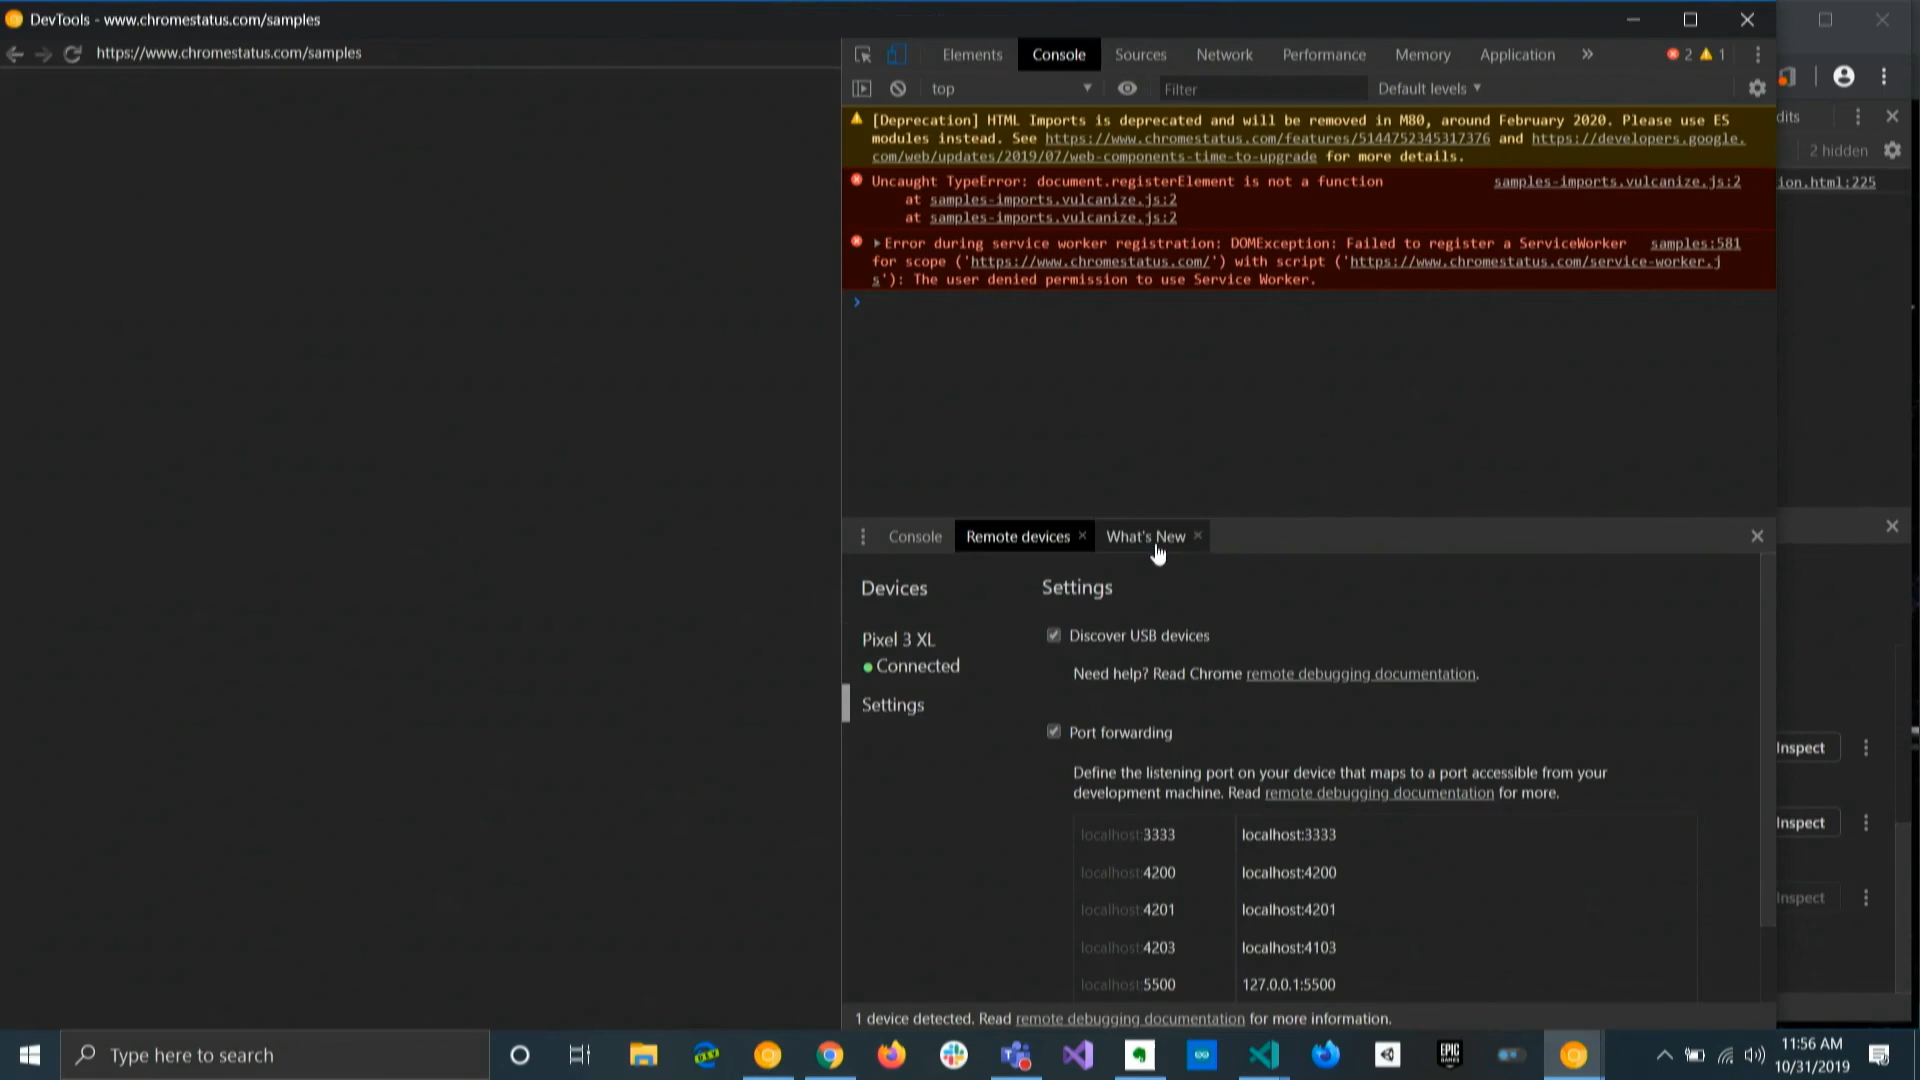 DevTools - www.chromestatus.com/samples
https://www.chromestatus.com/samples
Elements Console Sources Network Performance Memory Application » 2 1
top Filter Default levels
[Deprecation] HTML Imports is deprecated and will be removed in M80, around February 2020. Please use ES
modules instead. See https://www.chromestatus.com/features/5144752345317376 and https://developers.google.
com/web/updates/2019/07/web-components-time-to-upgrade for more details.
Uncaught TypeError: document.registerElement is not a function samples-imports.vulcanize.js:2
at samples-imports.vulcanize.js:2
at samples-imports.vulcanize.js:2
Error during service worker registration: DOMException: Failed to register a ServiceWorker samples:581
for scope ('https://www.chromestatus.com/') with script ('https://www.chromestatus.com/service-worker.j
s'): The user denied permission to use Service Worker.
dits
2 hidden
ion.html:225
Console Remote devices × What's New ×
Devices
Pixel 3 XL
Connected
Settings
Settings
Discover USB devices
Need help? Read Chrome remote debugging documentation.
Port forwarding
Define the listening port on your device that maps to a port accessible from your
development machine. Read remote debugging documentation for more.
localhost:3333 localhost:3333
localhost:4200 localhost:4200
localhost:4201 localhost:4201
localhost:4203 localhost:4103
localhost:5500 127.0.0.1:5500
1 device detected. Read remote debugging documentation for more information.
Inspect
Inspect
Inspect
Type here to search
DEV
EPIC
GAMES
11:56 AM
10/31/2019